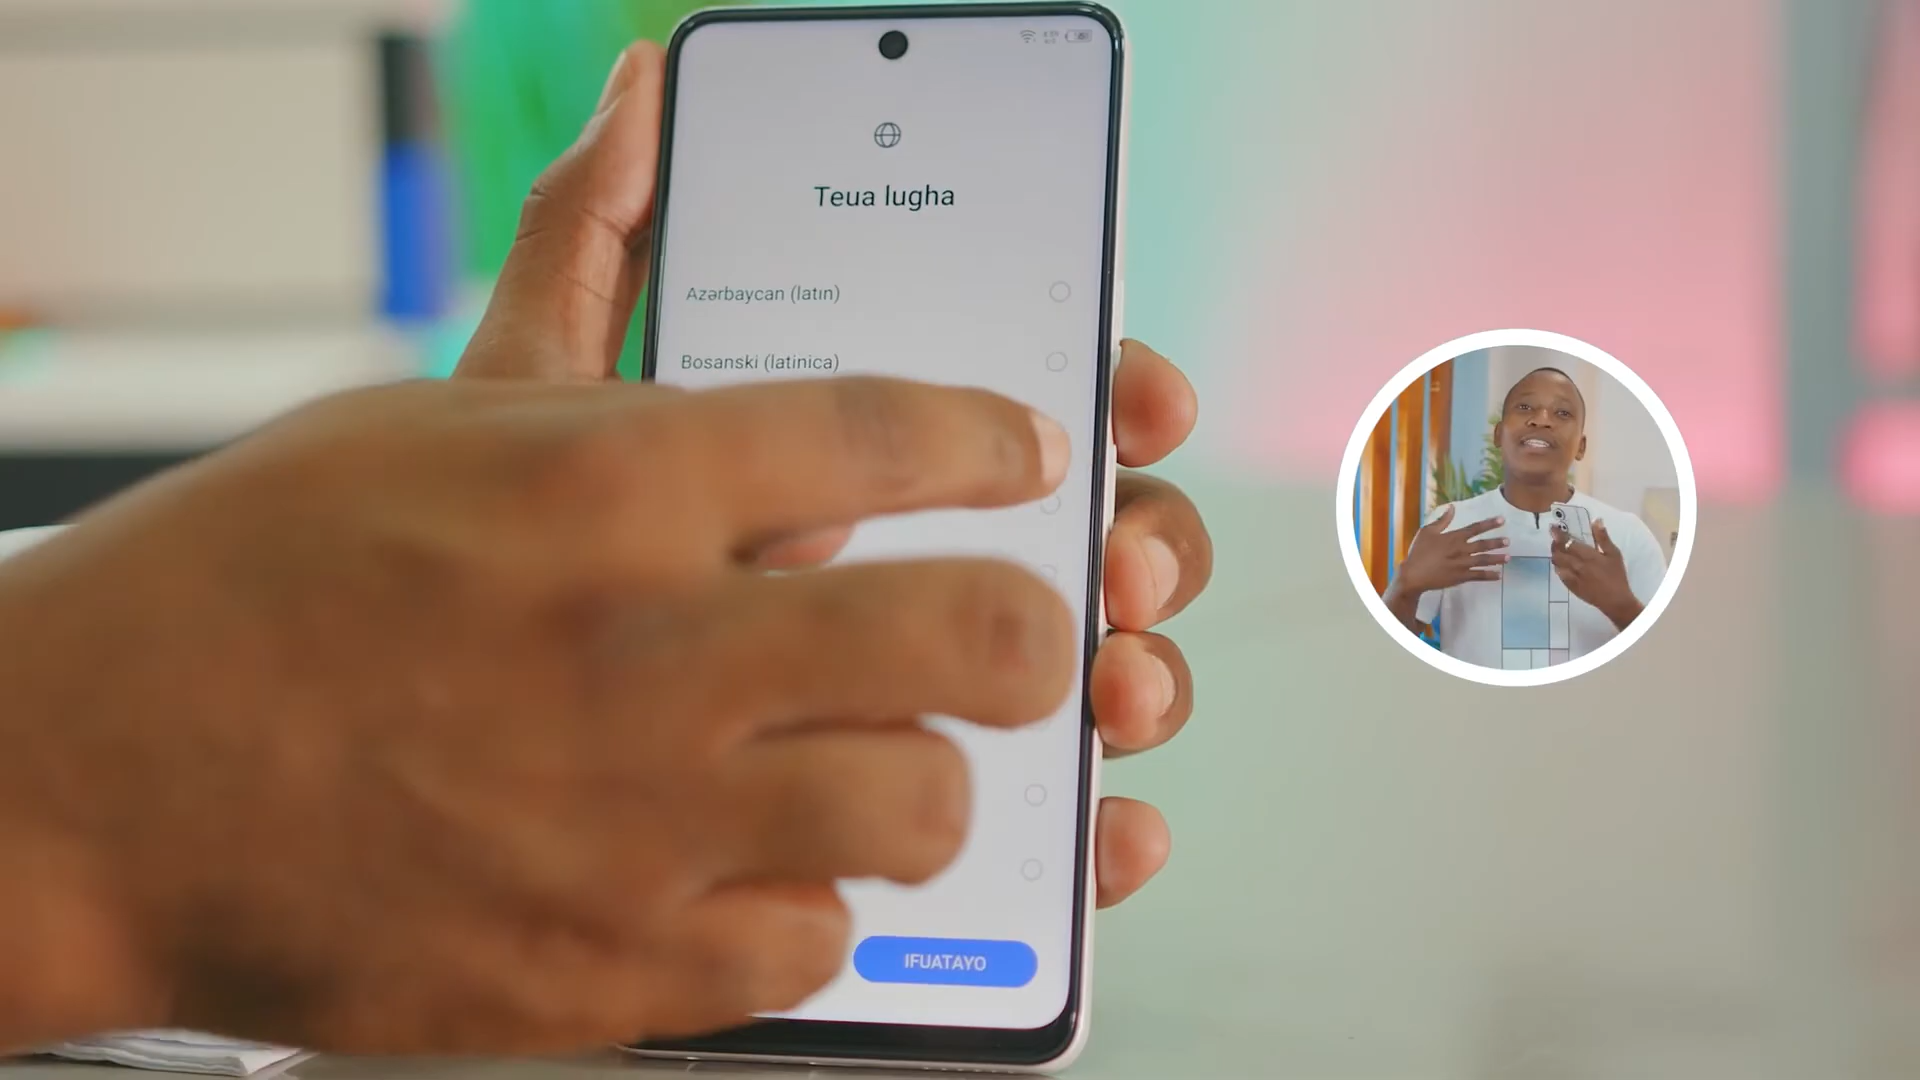 Teua lugha
Azərbaycan (latın)
Bosanski (latinica)
IFUATAYO